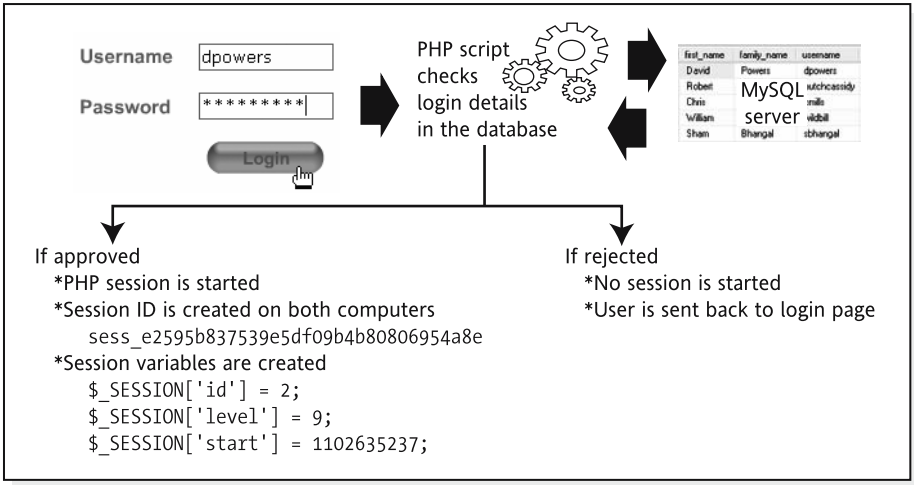 Username
dpowers
Password
*********
Login
PHP script
checks
login details
in the database
first_name family_name username
David Powers dpowers
Robert utchcassidy
Chris mills
William wildbill
Sham Bhangal sbhangal
MySQL
server
If approved
*PHP session is started
*Session ID is created on both computers
sess_e2595b837539e5df09b4b80806954a8e
*Session variables are created
$_SESSION['id'] = 2;
$_SESSION['level'] = 9;
$_SESSION['start'] = 1102635237;
If rejected
*No session is started
*User is sent back to login page